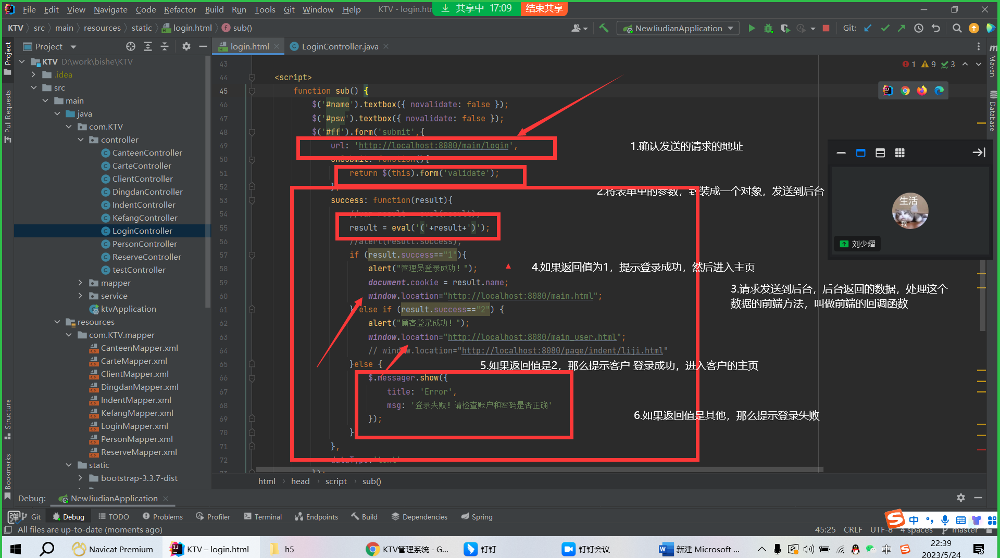 File Edit View Navigate Code Refactor Build Run Tools Git Window Help KTV - login.htm
共享中 17:09 结束共享
KTV src main resources static login.html sub()
NewJiudianApplication Git:
Project
login.html LoginController.java
KTV D:\work\bishe\KTV
.idea
src
main
java
com.KTV
controller
CanteenController
CarteController
ClientController
DingdanController
IndentController
KefangController
LoginController
PersonController
ReserveController
testController
mapper
service
ktvApplication
resources
com.KTV.mapper
CanteenMapper.xml
CarteMapper.xml
ClientMapper.xml
DingdanMapper.xml
IndentMapper.xml
KefangMapper.xml
LoginMapper.xml
PersonMapper.xml
ReserveMapper.xml
static
bootstrap-3.3.7-dist
Project
Pull Requests
Structure
Bookmarks
Maven
Database
1 9 3
43
44 <script>
45 function sub() {
46 $('#name').textbox({ novalidate: false });
47 $('#psw').textbox({ novalidate: false });
48 $('#ff').form('submit',{
49 url: 'http://localhost:8080/main/login',
50 onSubmit: function(){
51 return $(this).form('validate');
52 },
53 success: function(result){
54 //var result = eval(result);
55 result = eval('('+result+')');
56 //alert(result.success);
57 if (result.success=="1"){
58 alert("管理员登录成功！");
59 document.cookie = result.name;
60 window.location="http://localhost:8080/main.html";
61 } else if (result.success=="2") {
62 alert("顾客登录成功！");
63 window.location="http://localhost:8080/main_user.html";
64 // window.location="http://localhost:8080/page/indent/liji.html"
65 }else {
66 $.messager.show({
67 title: 'Error',
68 msg: '登录失败！请检查账户和密码是否正确'
69 });
70 }
71 },
72 dataType:'text'
73 });
1.确认发送的请求的地址
2.将表单里的参数，封装成一个对象，发送到后台
4.如果返回值为1，提示登录成功，然后进入主页
3.请求发送到后台，后台返回的数据，处理这个
数据的前端方法，叫做前端的回调函数
5.如果返回值是2，那么提示客户 登录成功，进入客户的主页
6.如果返回值是其他，那么提示登录失败
生活
我
刘少熠
html head script sub()
Debug: NewJiudianApplication
弹
Git Debug TODO Problems Profiler Terminal Endpoints Build Dependencies Spring
All files are up-to-date (moments ago)
45:25 CRLF UTF-8 4 spaces master
中
Navicat Premium KTV – login.html h5 KTV管理系统 - G... 钉钉 钉钉会议 新建 Microsoft ...
中
22:39
2023/5/24